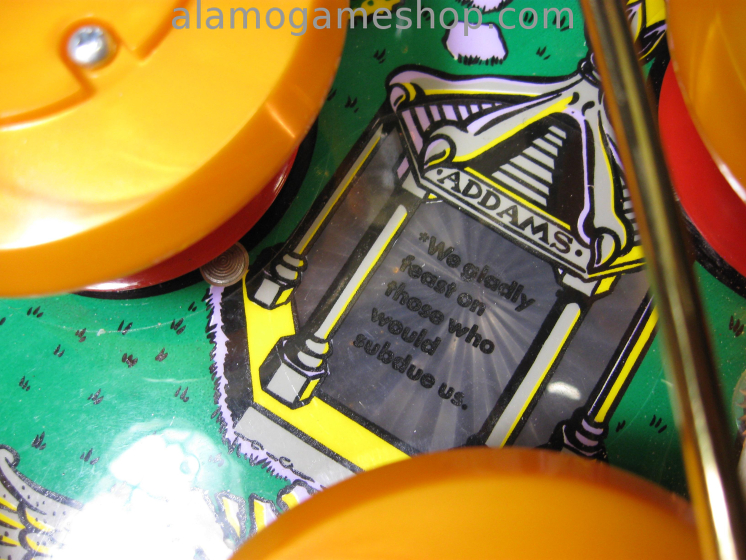 alamogameshop.com
·ADDAMS·
*We gladly
feast on
those who
would
subdue us.